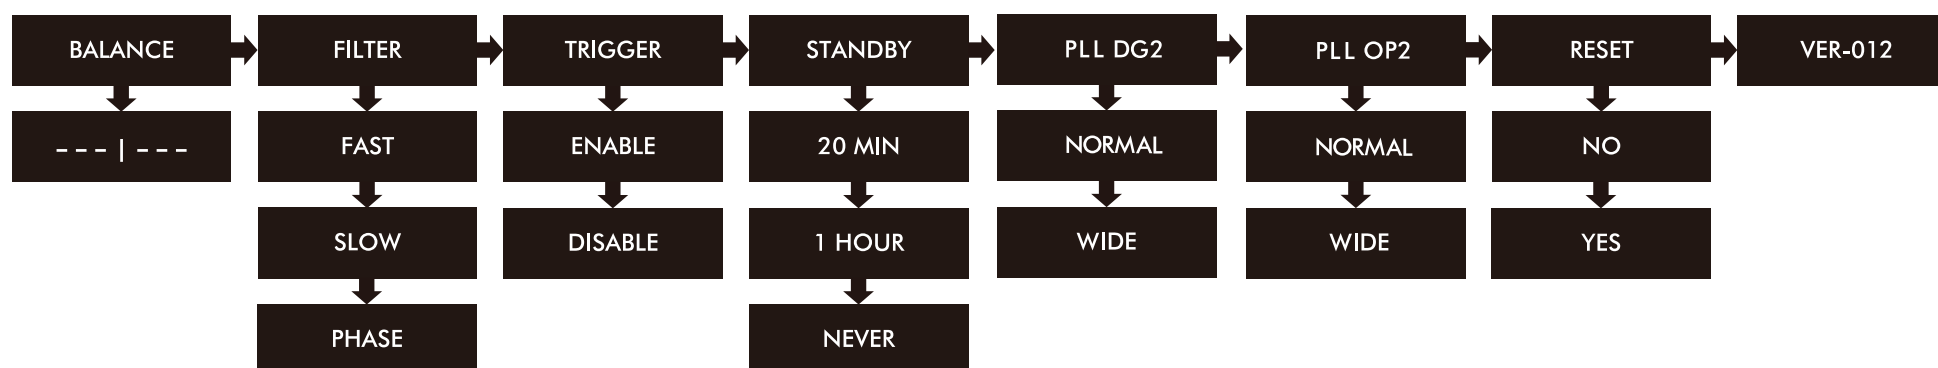 BALANCE
FILTER
TRIGGER
STANDBY
PLL DG2
PLL OP2
RESET
VER-012
– – – | – – –
FAST
ENABLE
20 MIN
NORMAL
NORMAL
NO
SLOW
DISABLE
1 HOUR
WIDE
WIDE
YES
PHASE
NEVER